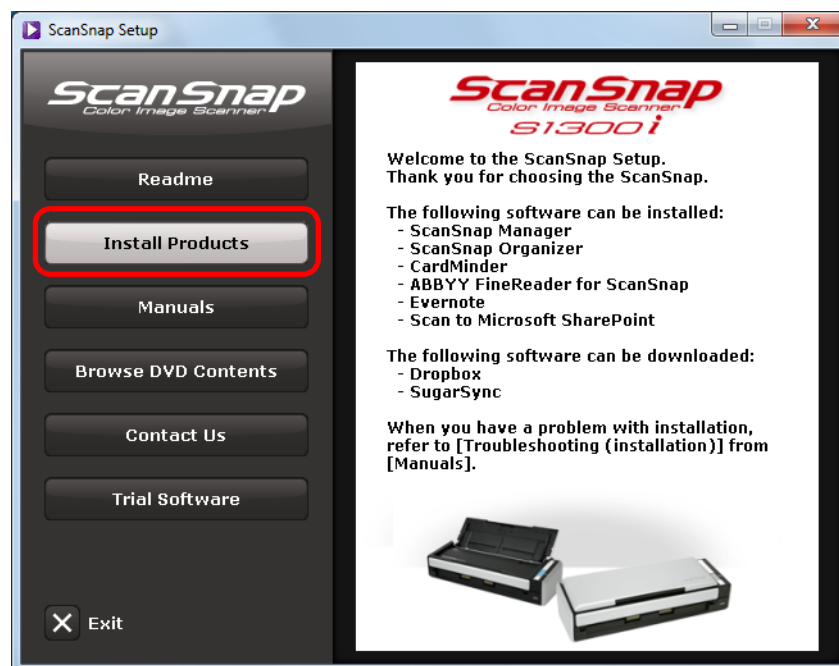 ScanSnap Setup
ScanSnap
Color Image Scanner
Readme
Install Products
Manuals
Browse DVD Contents
Contact Us
Trial Software
Exit
ScanSnap
Color Image Scanner
S1300i
Welcome to the ScanSnap Setup.
Thank you for choosing the ScanSnap.
The following software can be installed:
- ScanSnap Manager
- ScanSnap Organizer
- CardMinder
- ABBYY FineReader for ScanSnap
- Evernote
- Scan to Microsoft SharePoint
The following software can be downloaded:
- Dropbox
- SugarSync
When you have a problem with installation,
refer to [Troubleshooting (installation)] from
[Manuals].